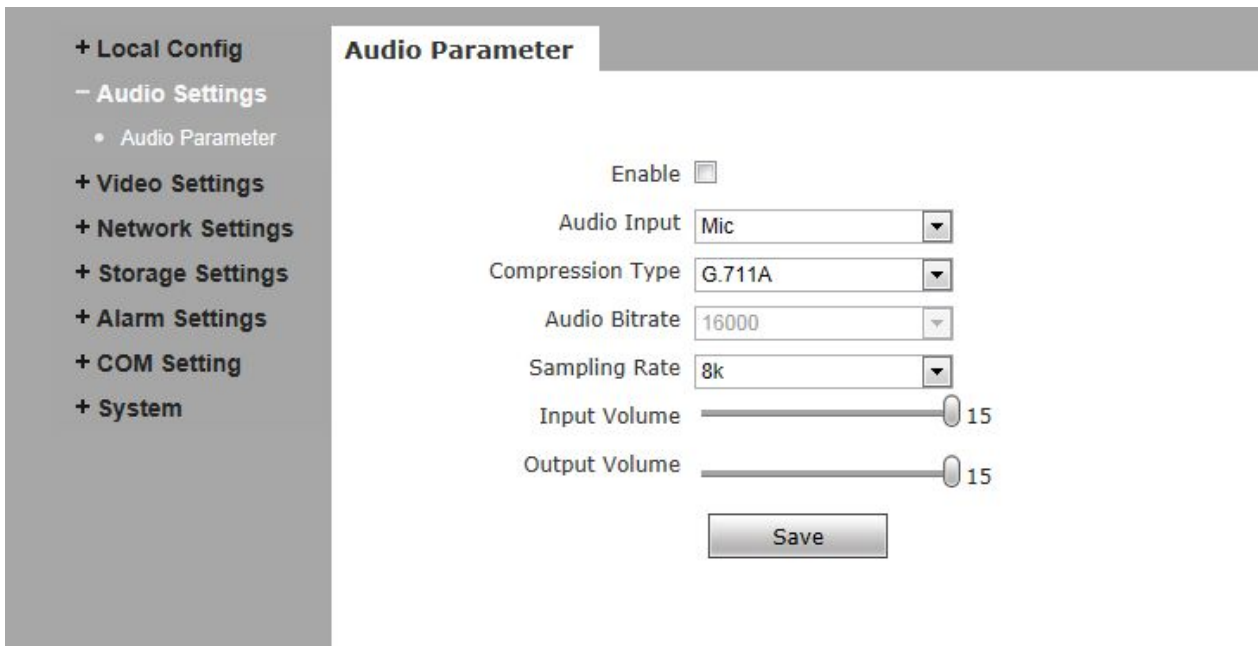 + Local Config
− Audio Settings
• Audio Parameter
+ Video Settings
+ Network Settings
+ Storage Settings
+ Alarm Settings
+ COM Setting
+ System
Audio Parameter
Enable
Audio Input Mic
Compression Type G.711A
Audio Bitrate 16000
Sampling Rate 8k
Input Volume 15
Output Volume 15
Save